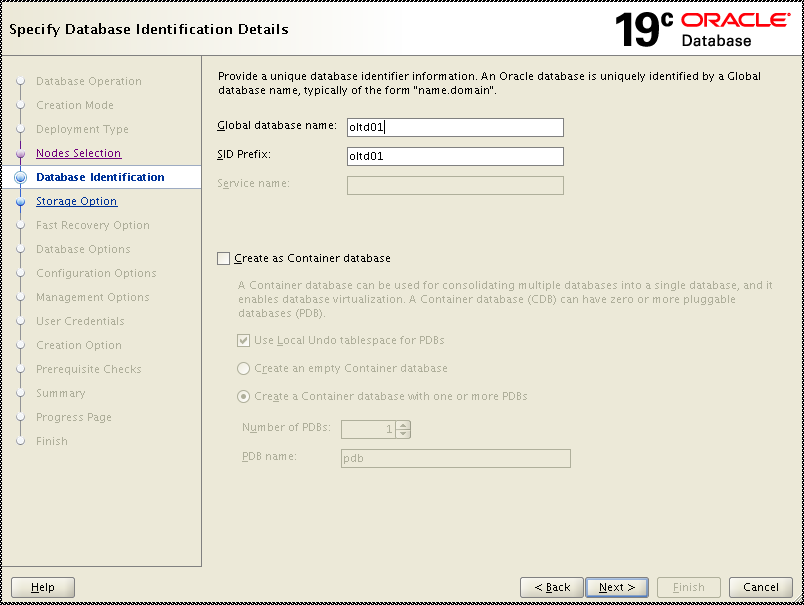 Specify Database Identification Details
19c ORACLE
Database
Database Operation
Creation Mode
Deployment Type
Nodes Selection
Database Identification
Storage Option
Fast Recovery Option
Database Options
Configuration Options
Management Options
User Credentials
Creation Option
Prerequisite Checks
Summary
Progress Page
Finish
Provide a unique database identifier information. An Oracle database is uniquely identified by a Global
database name, typically of the form "name.domain".
Global database name: oltd01
SID Prefix: oltd01
Service name:
Create as Container database
A Container database can be used for consolidating multiple databases into a single database, and it
enables database virtualization. A Container database (CDB) can have zero or more pluggable
databases (PDB).
Use Local Undo tablespace for PDBs
Create an empty Container database
Create a Container database with one or more PDBs
Number of PDBs: 1
PDB name: pdb
Help < Back Next > Finish Cancel